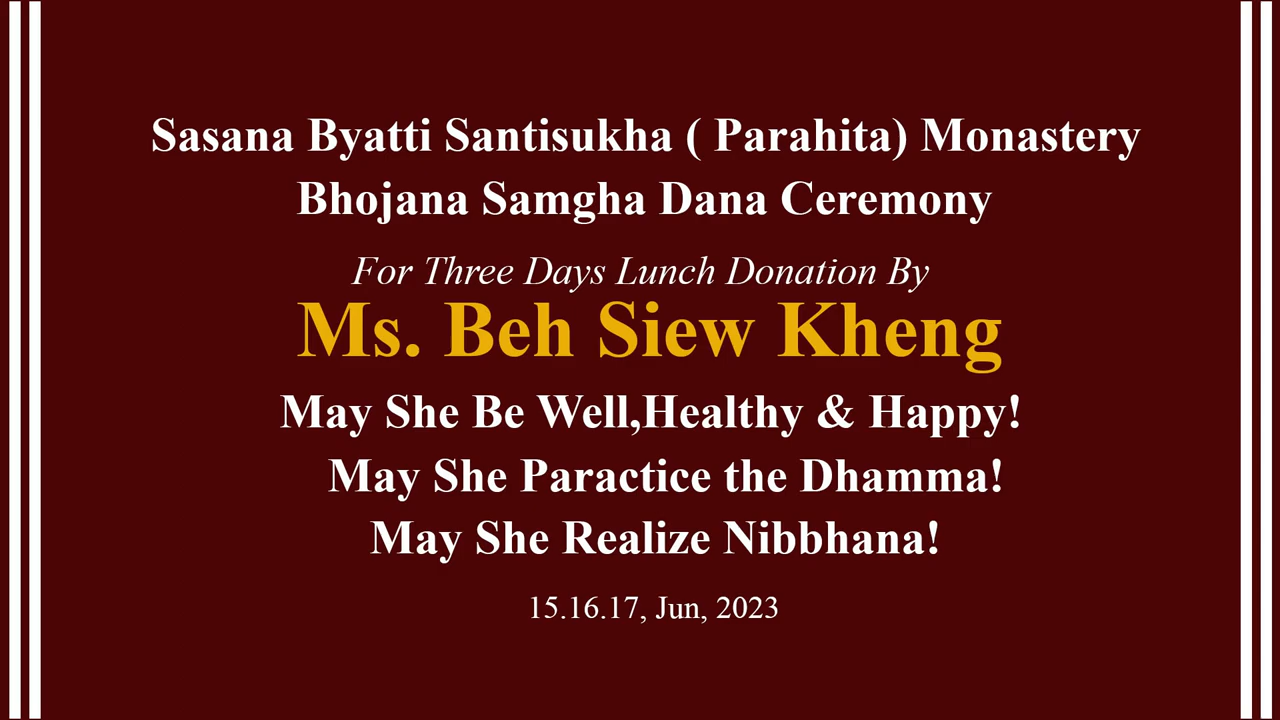 Sasana Byatti Santisukha ( Parahita) Monastery
Bhojana Samgha Dana Ceremony
For Three Days Lunch Donation By
Ms. Beh Siew Kheng
May She Be Well,Healthy & Happy!
May She Paractice the Dhamma!
May She Realize Nibbhana!
15.16.17, Jun, 2023